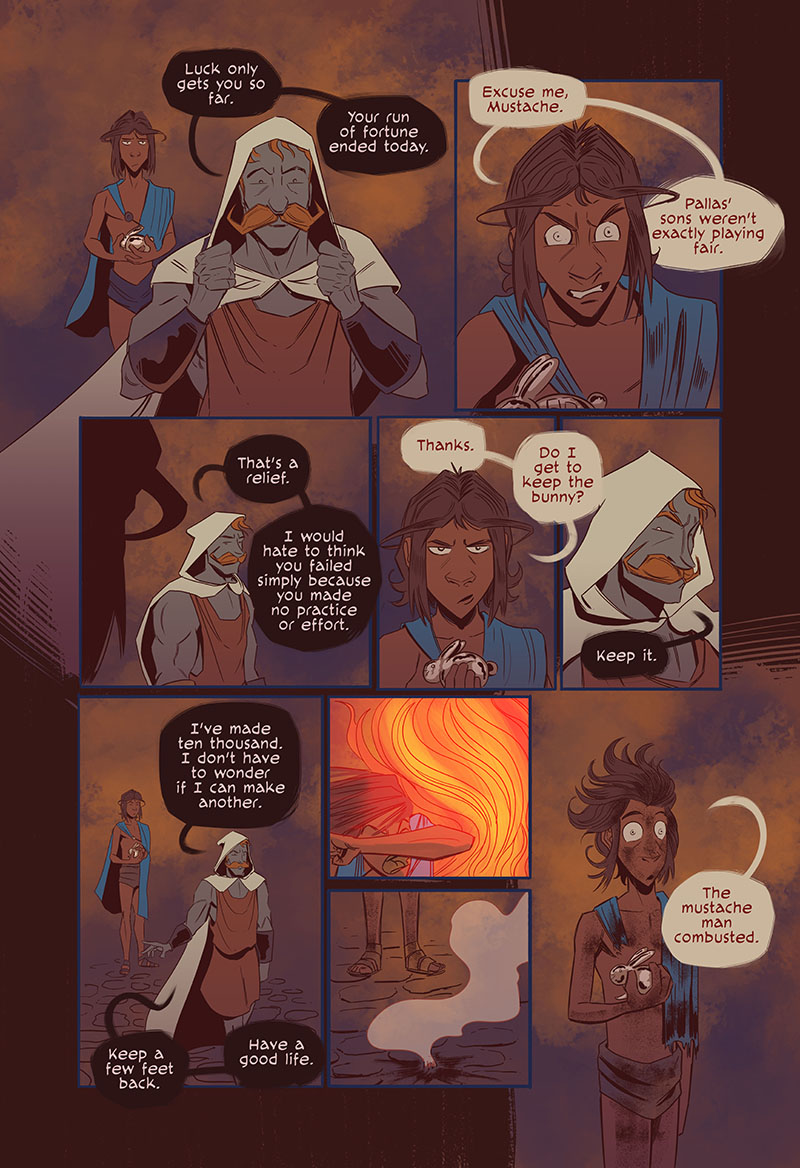 Luck only
gets you so
far.
Your run
of fortune
ended today.
Excuse me,
Mustache.
Pallas'
sons weren't
exactly playing
fair.
That's a
relief.
I would
hate to think
you failed
simply because
you made
no practice
or effort.
Thanks.
Do I
get to
keep the
bunny?
Keep it.
I've made
ten thousand.
I don't have
to wonder
if I can make
another.
Keep a
few feet
back.
Have a
good life.
The
mustache
man
combusted.